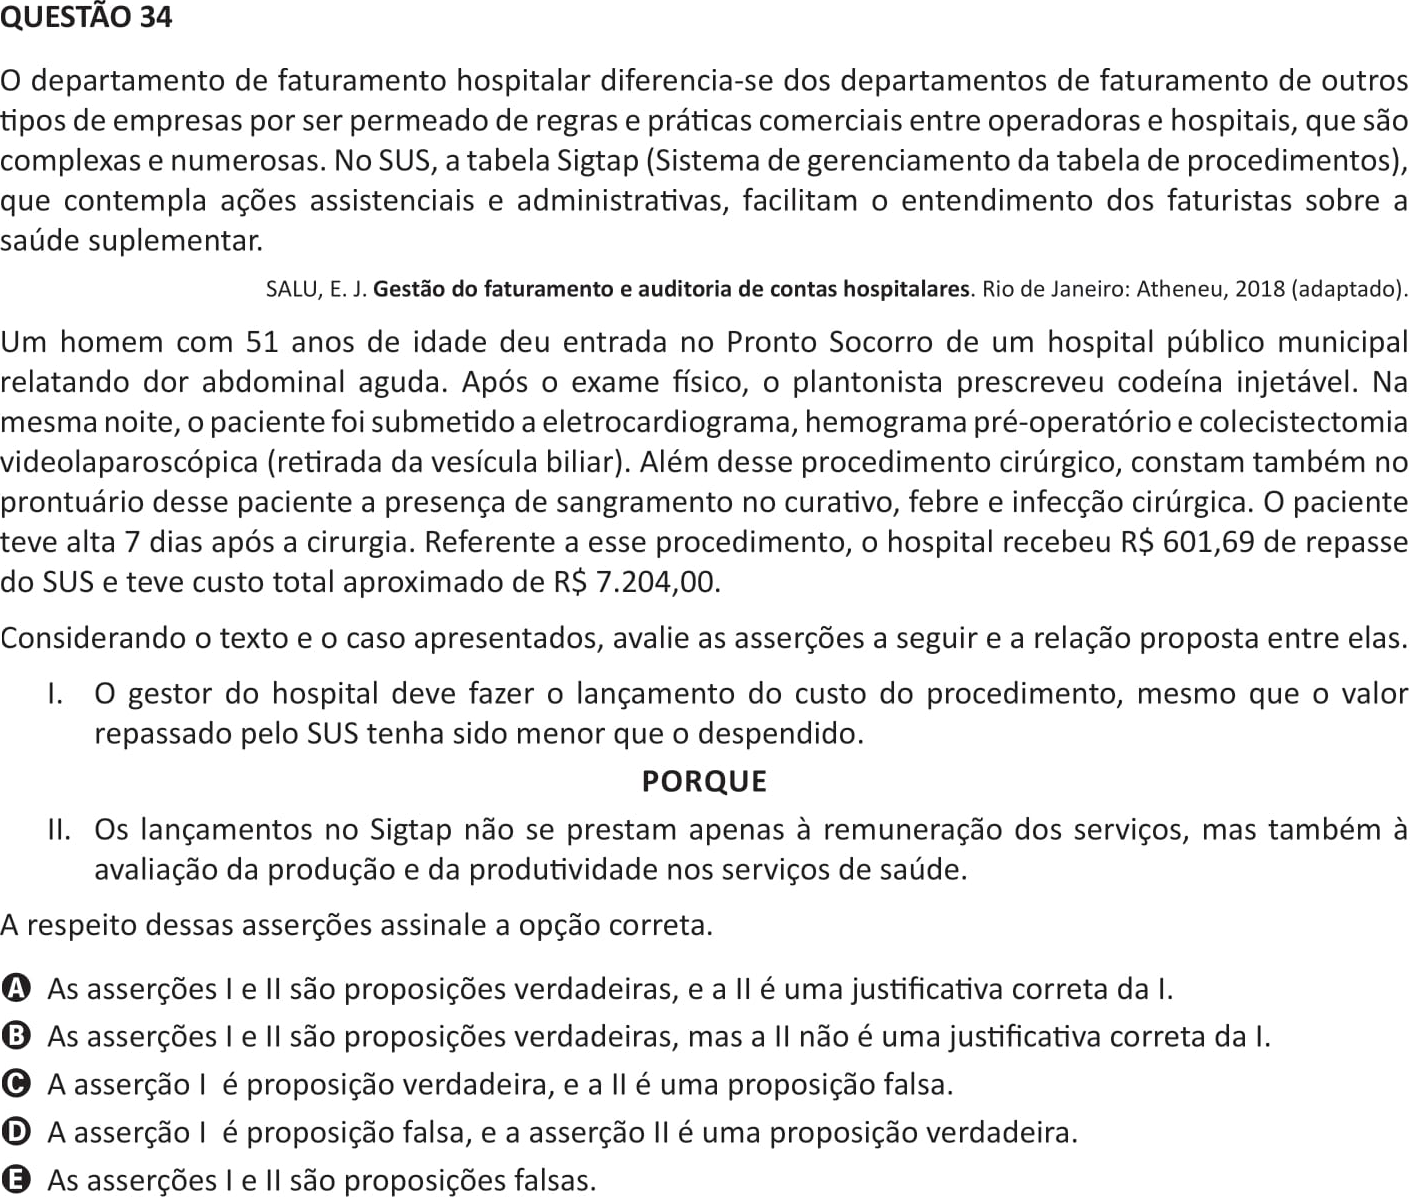 QUESTÃO 34
O departamento de faturamento hospitalar diferencia-se dos departamentos de faturamento de outros
tipos de empresas por ser permeado de regras e práticas comerciais entre operadoras e hospitais, que são
complexas e numerosas. No SUS, a tabela Sigtap (Sistema de gerenciamento da tabela de procedimentos),
que contempla ações assistenciais e administrativas, facilitam o entendimento dos faturistas sobre a
saúde suplementar.
SALU, E. J. Gestão do faturamento e auditoria de contas hospitalares. Rio de Janeiro: Atheneu, 2018 (adaptado).
Um homem com 51 anos de idade deu entrada no Pronto Socorro de um hospital público municipal
relatando dor abdominal aguda. Após o exame físico, o plantonista prescreveu codeína injetável. Na
mesma noite, o paciente foi submetido a eletrocardiograma, hemograma pré-operatório e colecistectomia
videolaparoscópica (retirada da vesícula biliar). Além desse procedimento cirúrgico, constam também no
prontuário desse paciente a presença de sangramento no curativo, febre e infecção cirúrgica. O paciente
teve alta 7 dias após a cirurgia. Referente a esse procedimento, o hospital recebeu R$ 601,69 de repasse
do SUS e teve custo total aproximado de R$ 7.204,00.
Considerando o texto e o caso apresentados, avalie as asserções a seguir e a relação proposta entre elas.
I. O gestor do hospital deve fazer o lançamento do custo do procedimento, mesmo que o valor
repassado pelo SUS tenha sido menor que o despendido.
PORQUE
II. Os lançamentos no Sigtap não se prestam apenas à remuneração dos serviços, mas também à
avaliação da produção e da produtividade nos serviços de saúde.
A respeito dessas asserções assinale a opção correta.
A As asserções I e II são proposições verdadeiras, e a II é uma justificativa correta da I.
B As asserções I e II são proposições verdadeiras, mas a II não é uma justificativa correta da I.
C A asserção I é proposição verdadeira, e a II é uma proposição falsa.
D A asserção I é proposição falsa, e a asserção II é uma proposição verdadeira.
E As asserções I e II são proposições falsas.